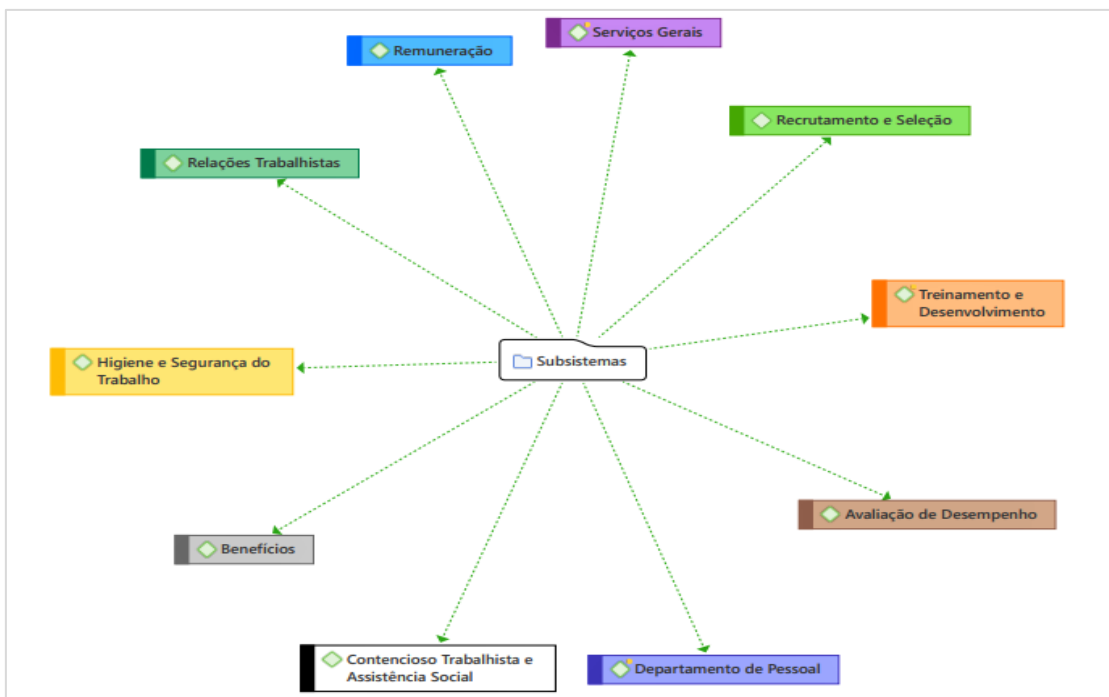 Serviços Gerais
Remuneração
Recrutamento e Seleção
Relações Trabalhistas
Treinamento e
Desenvolvimento
Subsistemas
Higiene e Segurança do
Trabalho
Avaliação de Desempenho
Benefícios
Contencioso Trabalhista e
Assistência Social
Departamento de Pessoal